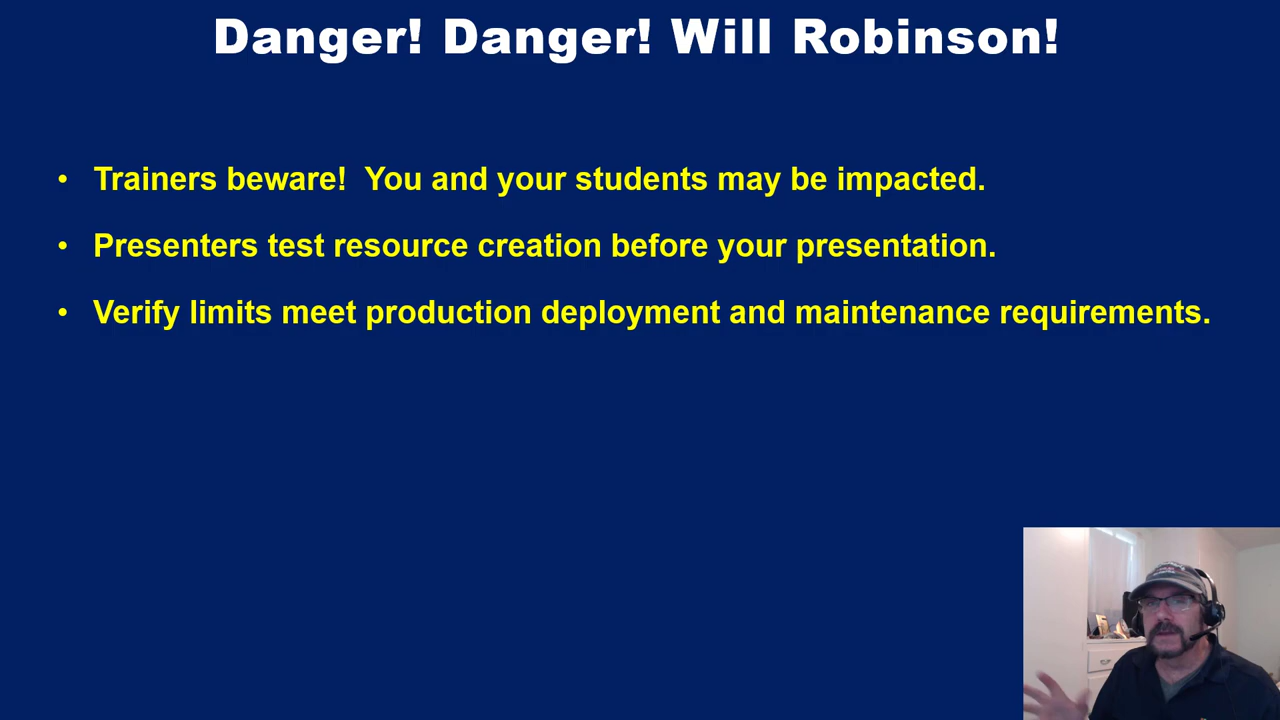 Danger! Danger! Will Robinson!
• Trainers beware!  You and your students may be impacted.
• Presenters test resource creation before your presentation.
• Verify limits meet production deployment and maintenance requirements.